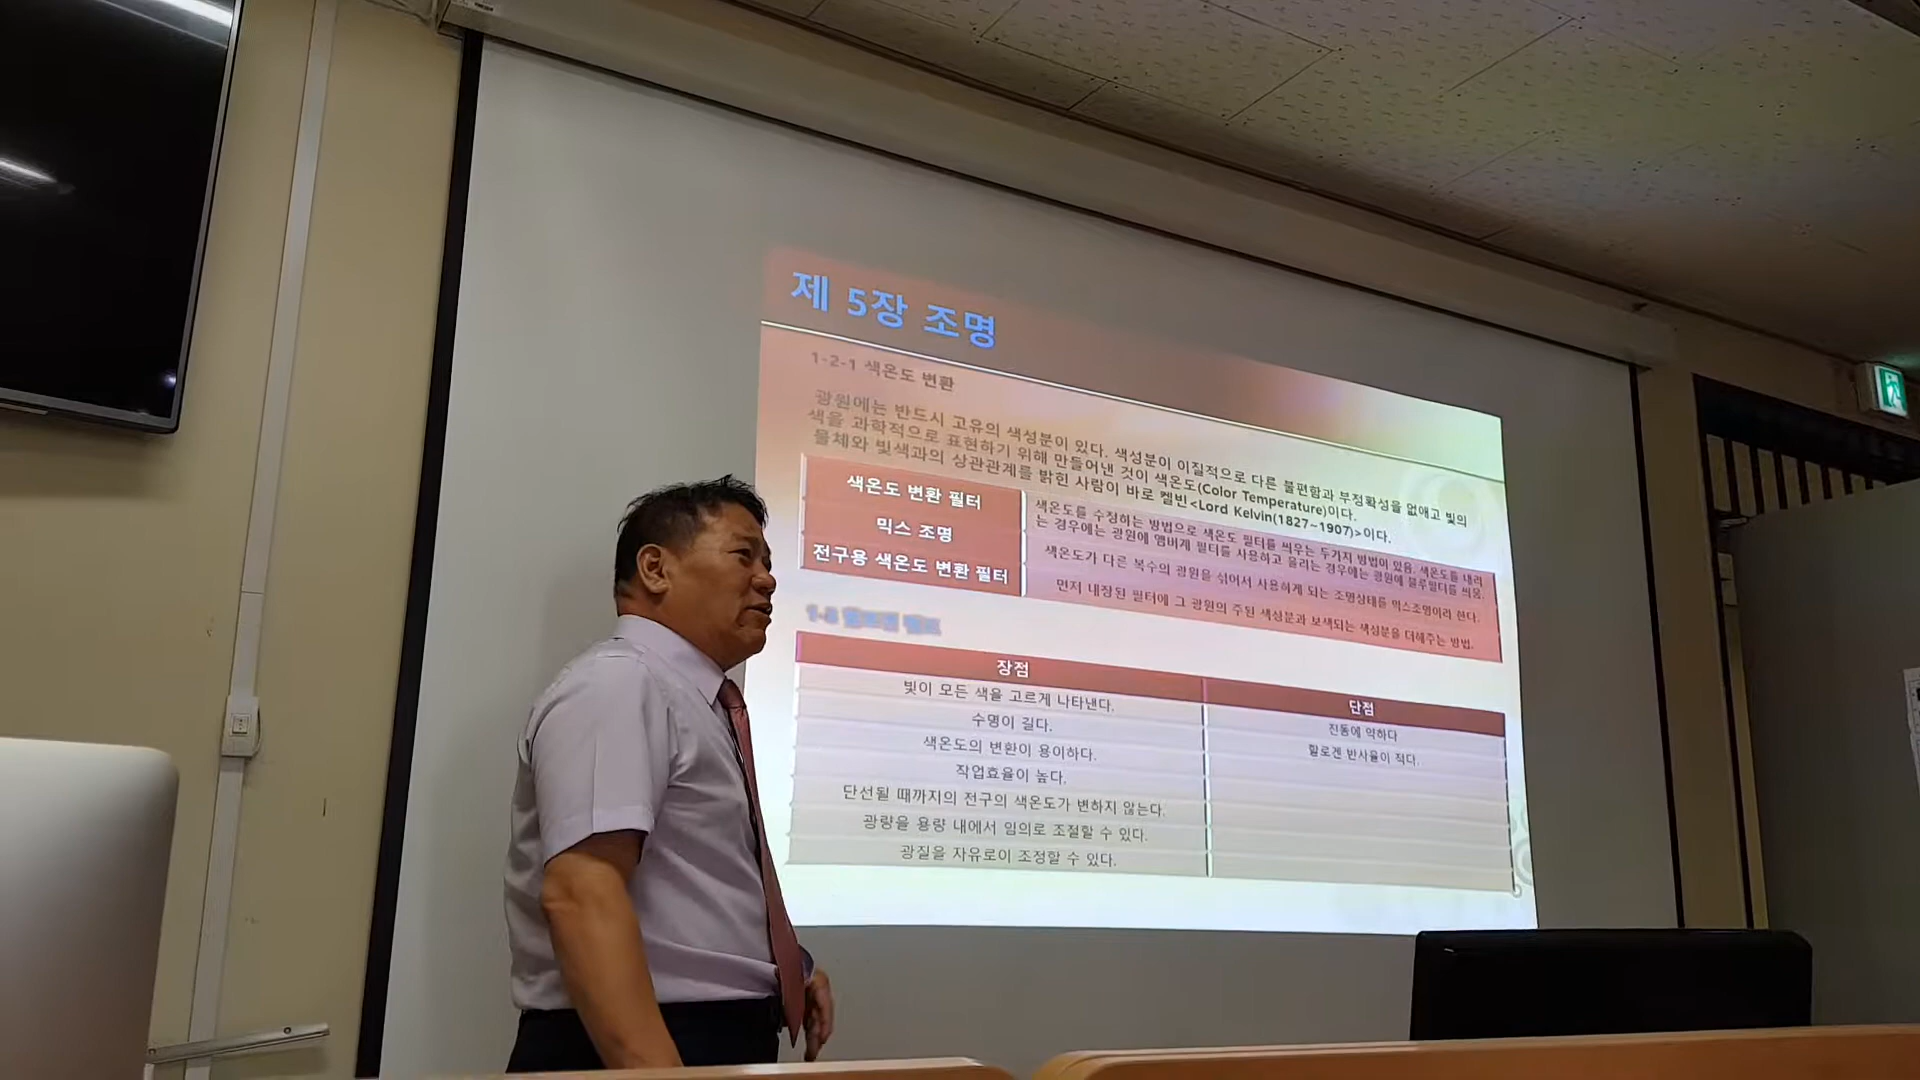 제 5장 조명
1-2-1 색온도 변환
광원에는 반드시 고유의 색성분이 있다. 색성분이 이질적으로 다른 불편함과 부정확성을 없애고 빛의
색을 과학적으로 표현하기 위해 만들어낸 것이 색온도(Color Temperature)이다.
물체와 빛색과의 상관관계를 밝힌 사람이 바로 켈빈<Lord Kelvin(1827~1907)>이다.
색온도 변환 필터
색온도를 수정하는 방법으로 색온도 필터를 씌우는 두가지 방법이 있음. 색온도를 내리
는 경우에는 광원에 앰버계 필터를 사용하고 올리는 경우에는 광원에 블루필터를 씌움.
믹스 조명
색온도가 다른 복수의 광원을 섞어서 사용하게 되는 조명상태를 믹스조명이라 한다.
전구용 색온도 변환 필터
먼저 내장된 필터에 그 광원의 주된 색성분과 보색되는 색성분을 더해주는 방법.
1-3 할로겐 램프
장점
단점
빛이 모든 색을 고르게 나타낸다.
진동에 약하다
수명이 길다.
할로겐 반사율이 적다.
색온도의 변환이 용이하다.
작업효율이 높다.
단선될 때까지의 전구의 색온도가 변하지 않는다.
광량을 용량 내에서 임의로 조절할 수 있다.
광질을 자유로이 조정할 수 있다.